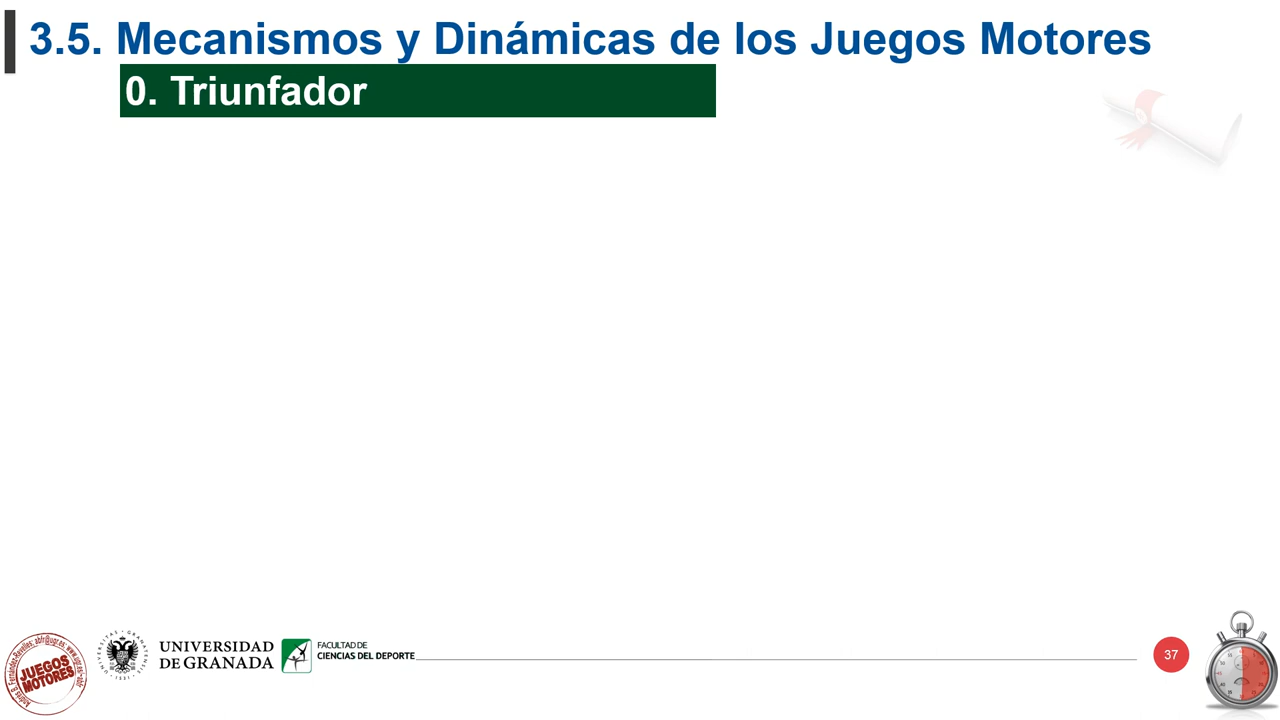 3.5. Mecanismos y Dinámicas de los Juegos Motores
0. Triunfador
JUEGOS
MOTORES
UNIVERSIDAD
DE GRANADA
FACULTAD DE
CIENCIAS DEL DEPORTE
37